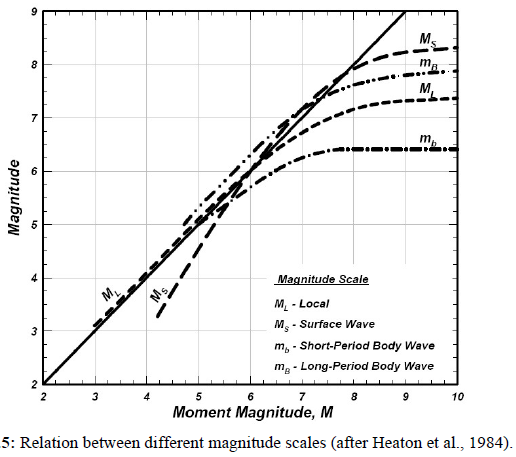 9
8
7
6
5
4
3
2
Magnitude
M_S
m_B
M_L
m_b
M_L
M_S
Magnitude Scale
M_L - Local
M_S - Surface Wave
m_b - Short-Period Body Wave
m_B - Long-Period Body Wave
2 3 4 5 6 7 8 9 10
Moment Magnitude, M
.5: Relation between different magnitude scales (after Heaton et al., 1984).